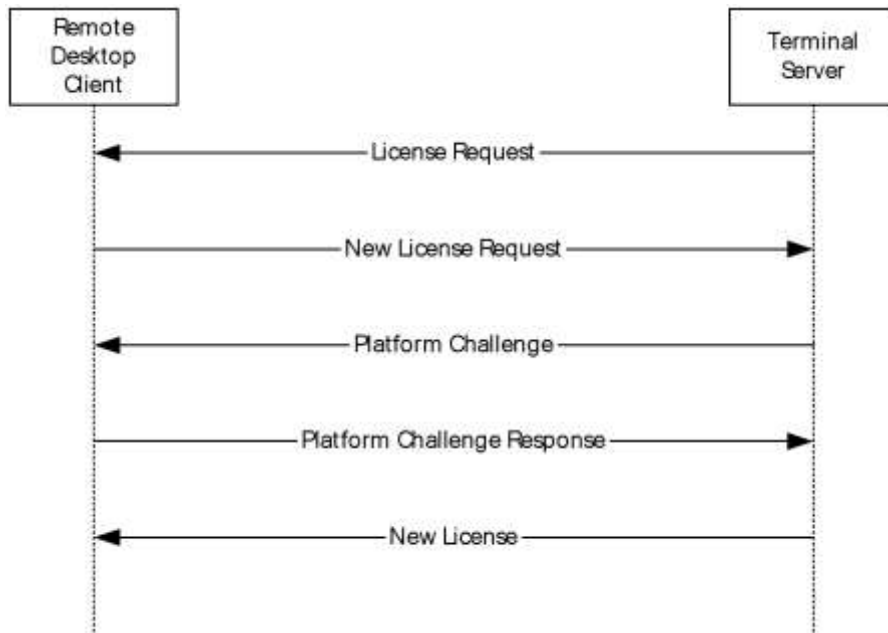 Remote
Desktop
Client
Terminal
Server
License Request
New License Request
Platform Challenge
Platform Challenge Response
New License